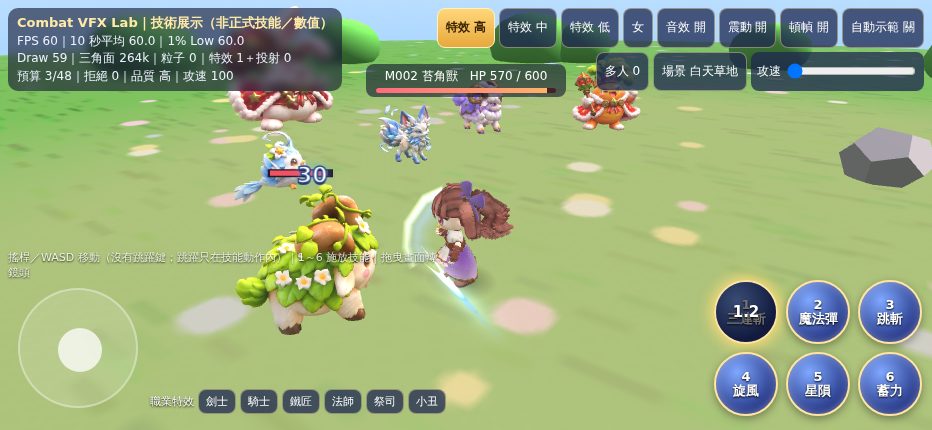 Combat VFX Lab｜技術展示（非正式技能／數值）
FPS 60｜10 秒平均 60.0｜1% Low 60.0
Draw 59｜三角面 264k｜粒子 0｜特效 1＋投射 0
預算 3/48｜拒絕 0｜品質 高｜攻速 100
特效 高
特效 中
特效 低
女
音效 開
震動 開
頓幀 開
自動示範 關
M002 苔角獸 HP 570 / 600
多人 0
場景 白天草地
攻速
30
搖桿／WASD 移動（沒有跳躍鍵；跳躍只在技能動作內）｜1～6 施放技能｜拖曳畫面轉
鏡頭
1
1.2
三連斬
2
魔法彈
3
跳斬
4
旋風
5
星隕
6
蓄力
職業特效
劍士
騎士
鐵匠
法師
祭司
小丑